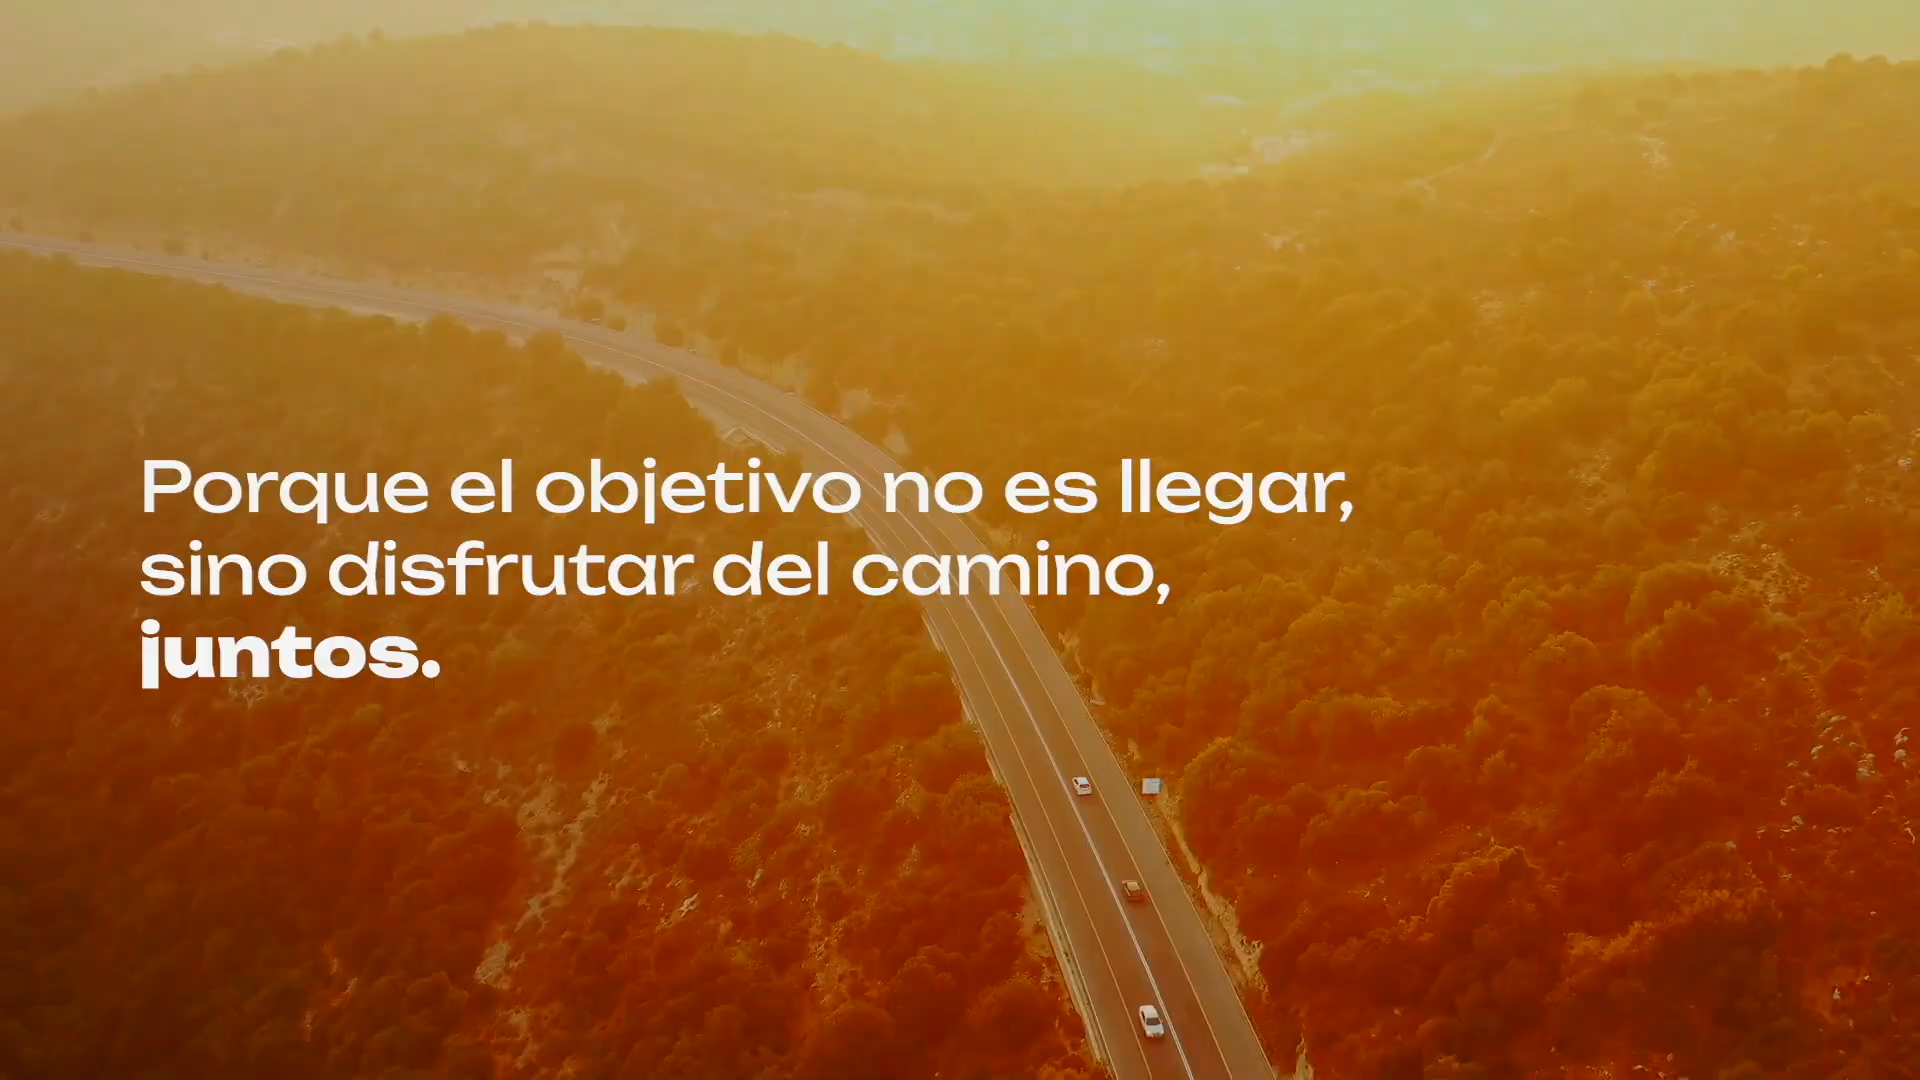 Porque el objetivo no es llegar,
sino disfrutar del camino,
juntos.